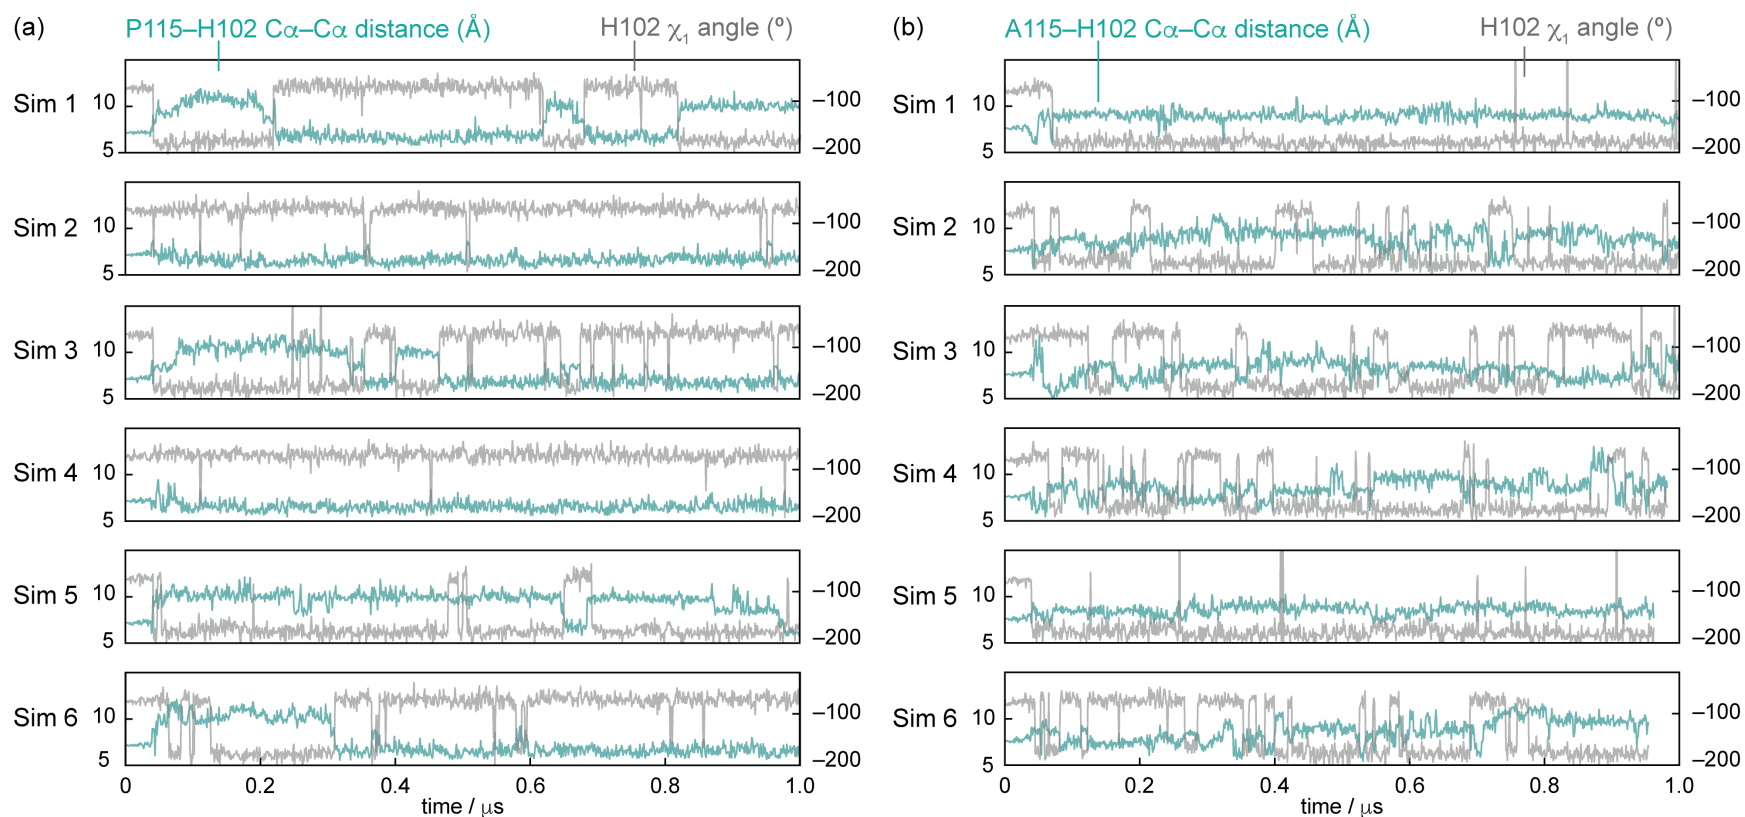 (a) P115–H102 Cα–Cα distance (Å) H102 χ1 angle (º)
Sim 1 10 5 –100 –200
Sim 2 10 5 –100 –200
Sim 3 10 5 –100 –200
Sim 4 10 5 –100 –200
Sim 5 10 5 –100 –200
Sim 6 10 5 –100 –200
0 0.2 0.4 0.6 0.8 1.0
time / μs
(b) A115–H102 Cα–Cα distance (Å) H102 χ1 angle (º)
Sim 1 10 5 –100 –200
Sim 2 10 5 –100 –200
Sim 3 10 5 –100 –200
Sim 4 10 5 –100 –200
Sim 5 10 5 –100 –200
Sim 6 10 5 –100 –200
0 0.2 0.4 0.6 0.8 1.0
time / μs